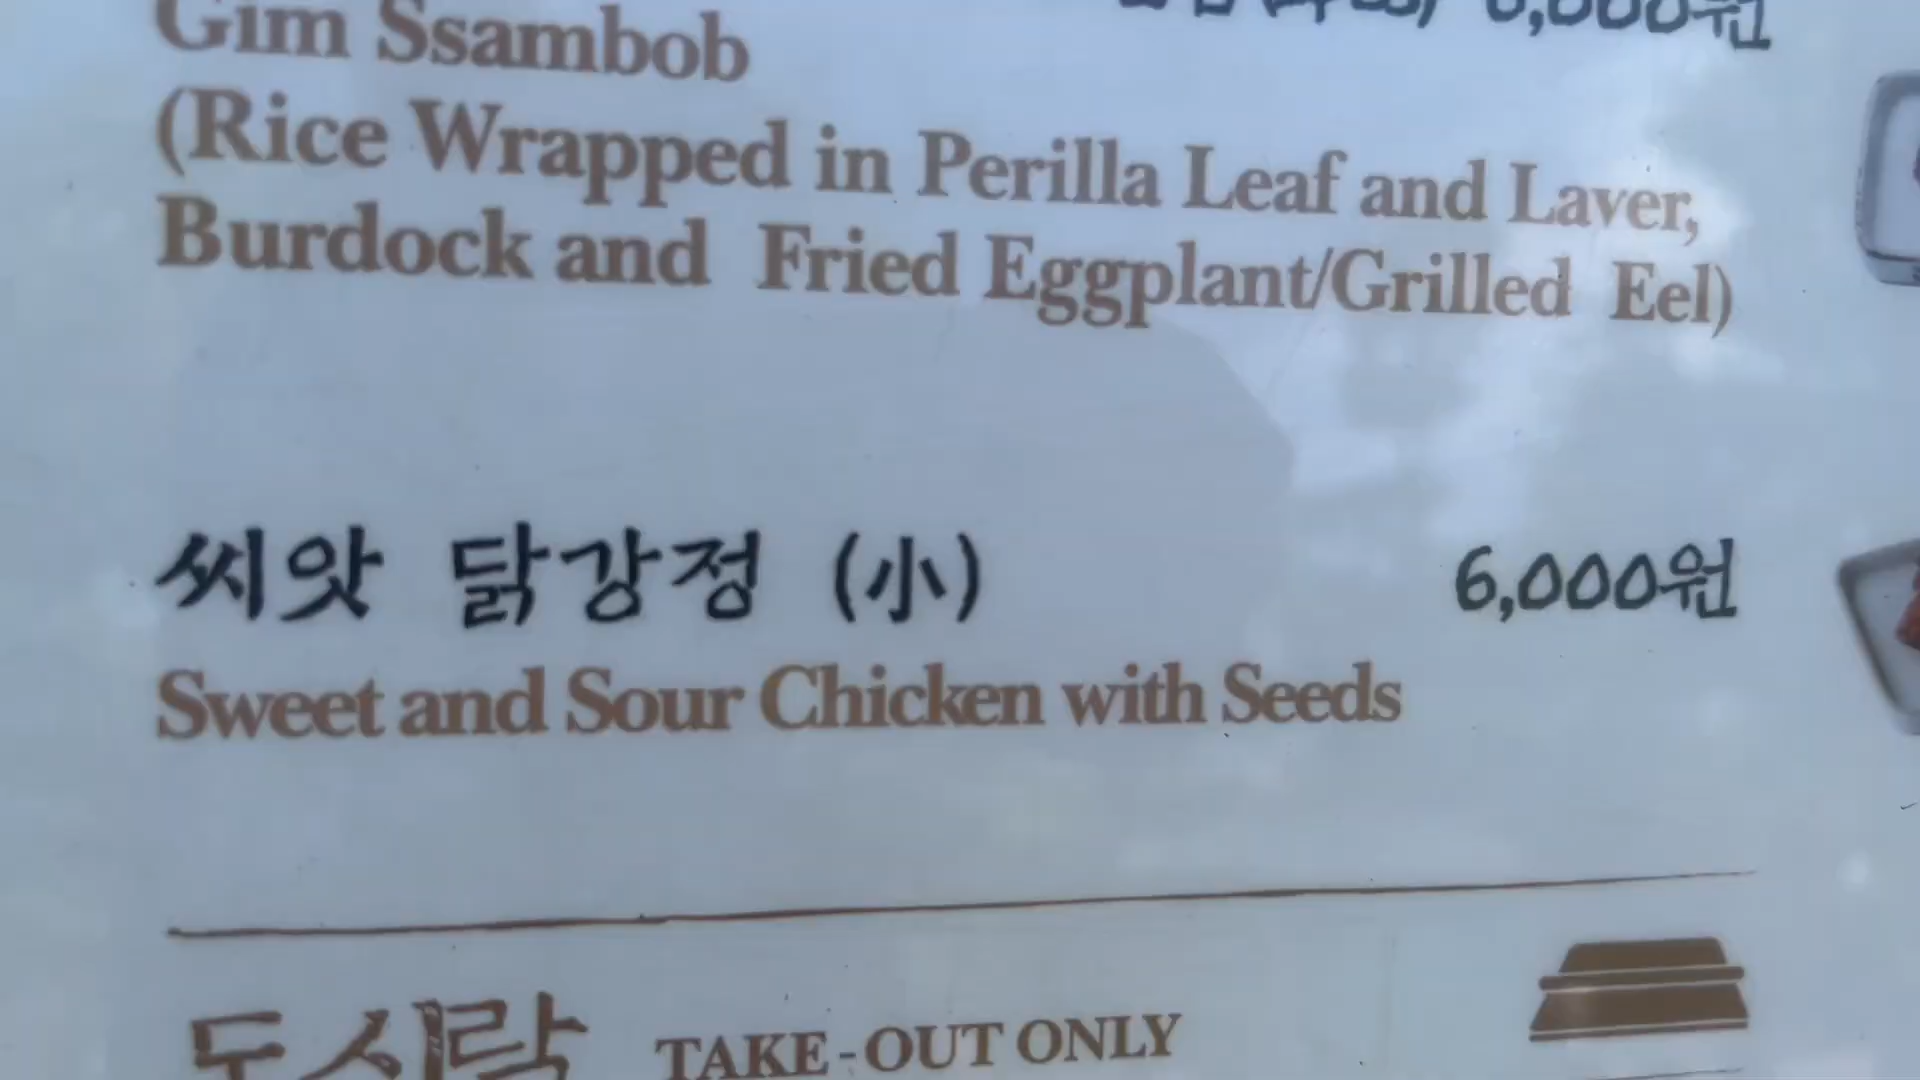 Gim Ssambob
(Rice Wrapped in Perilla Leaf and Laver,
Burdock and Fried Eggplant/Grilled Eel)
씨앗 닭강정 (小) 6,000원
Sweet and Sour Chicken with Seeds
도시락 TAKE-OUT ONLY